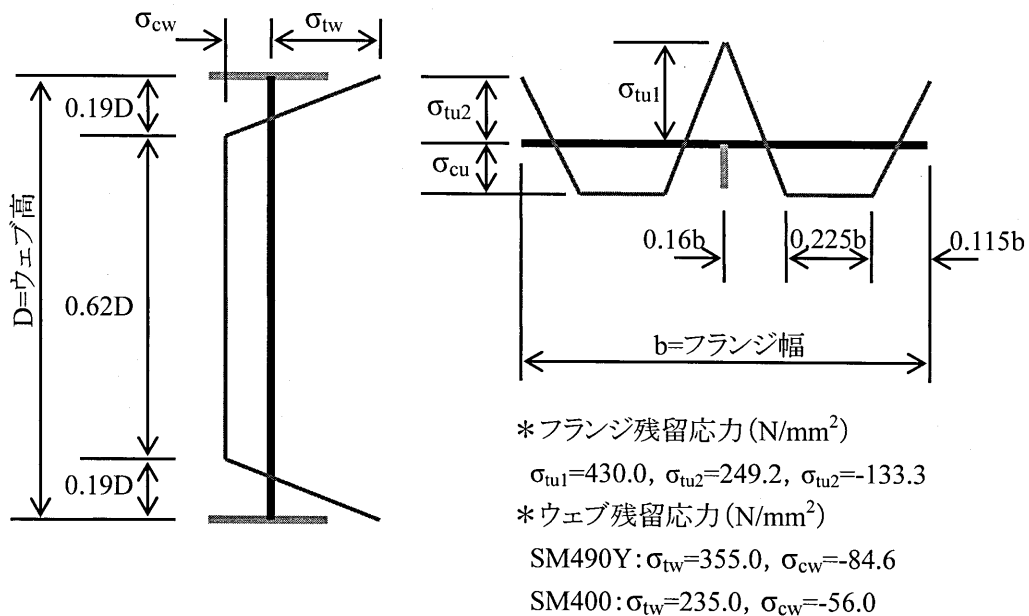 σcw
σtw
0.19D
0.62D
0.19D
D=ウェブ高
σtu1
σtu2
σcu
0.16b
0.225b
0.115b
b=フランジ幅
＊フランジ残留応力(N/mm²)
σtu1=430.0, σtu2=249.2, σtu2=-133.3
＊ウェブ残留応力(N/mm²)
SM490Y:σtw=355.0, σcw=-84.6
SM400:σtw=235.0, σcw=-56.0